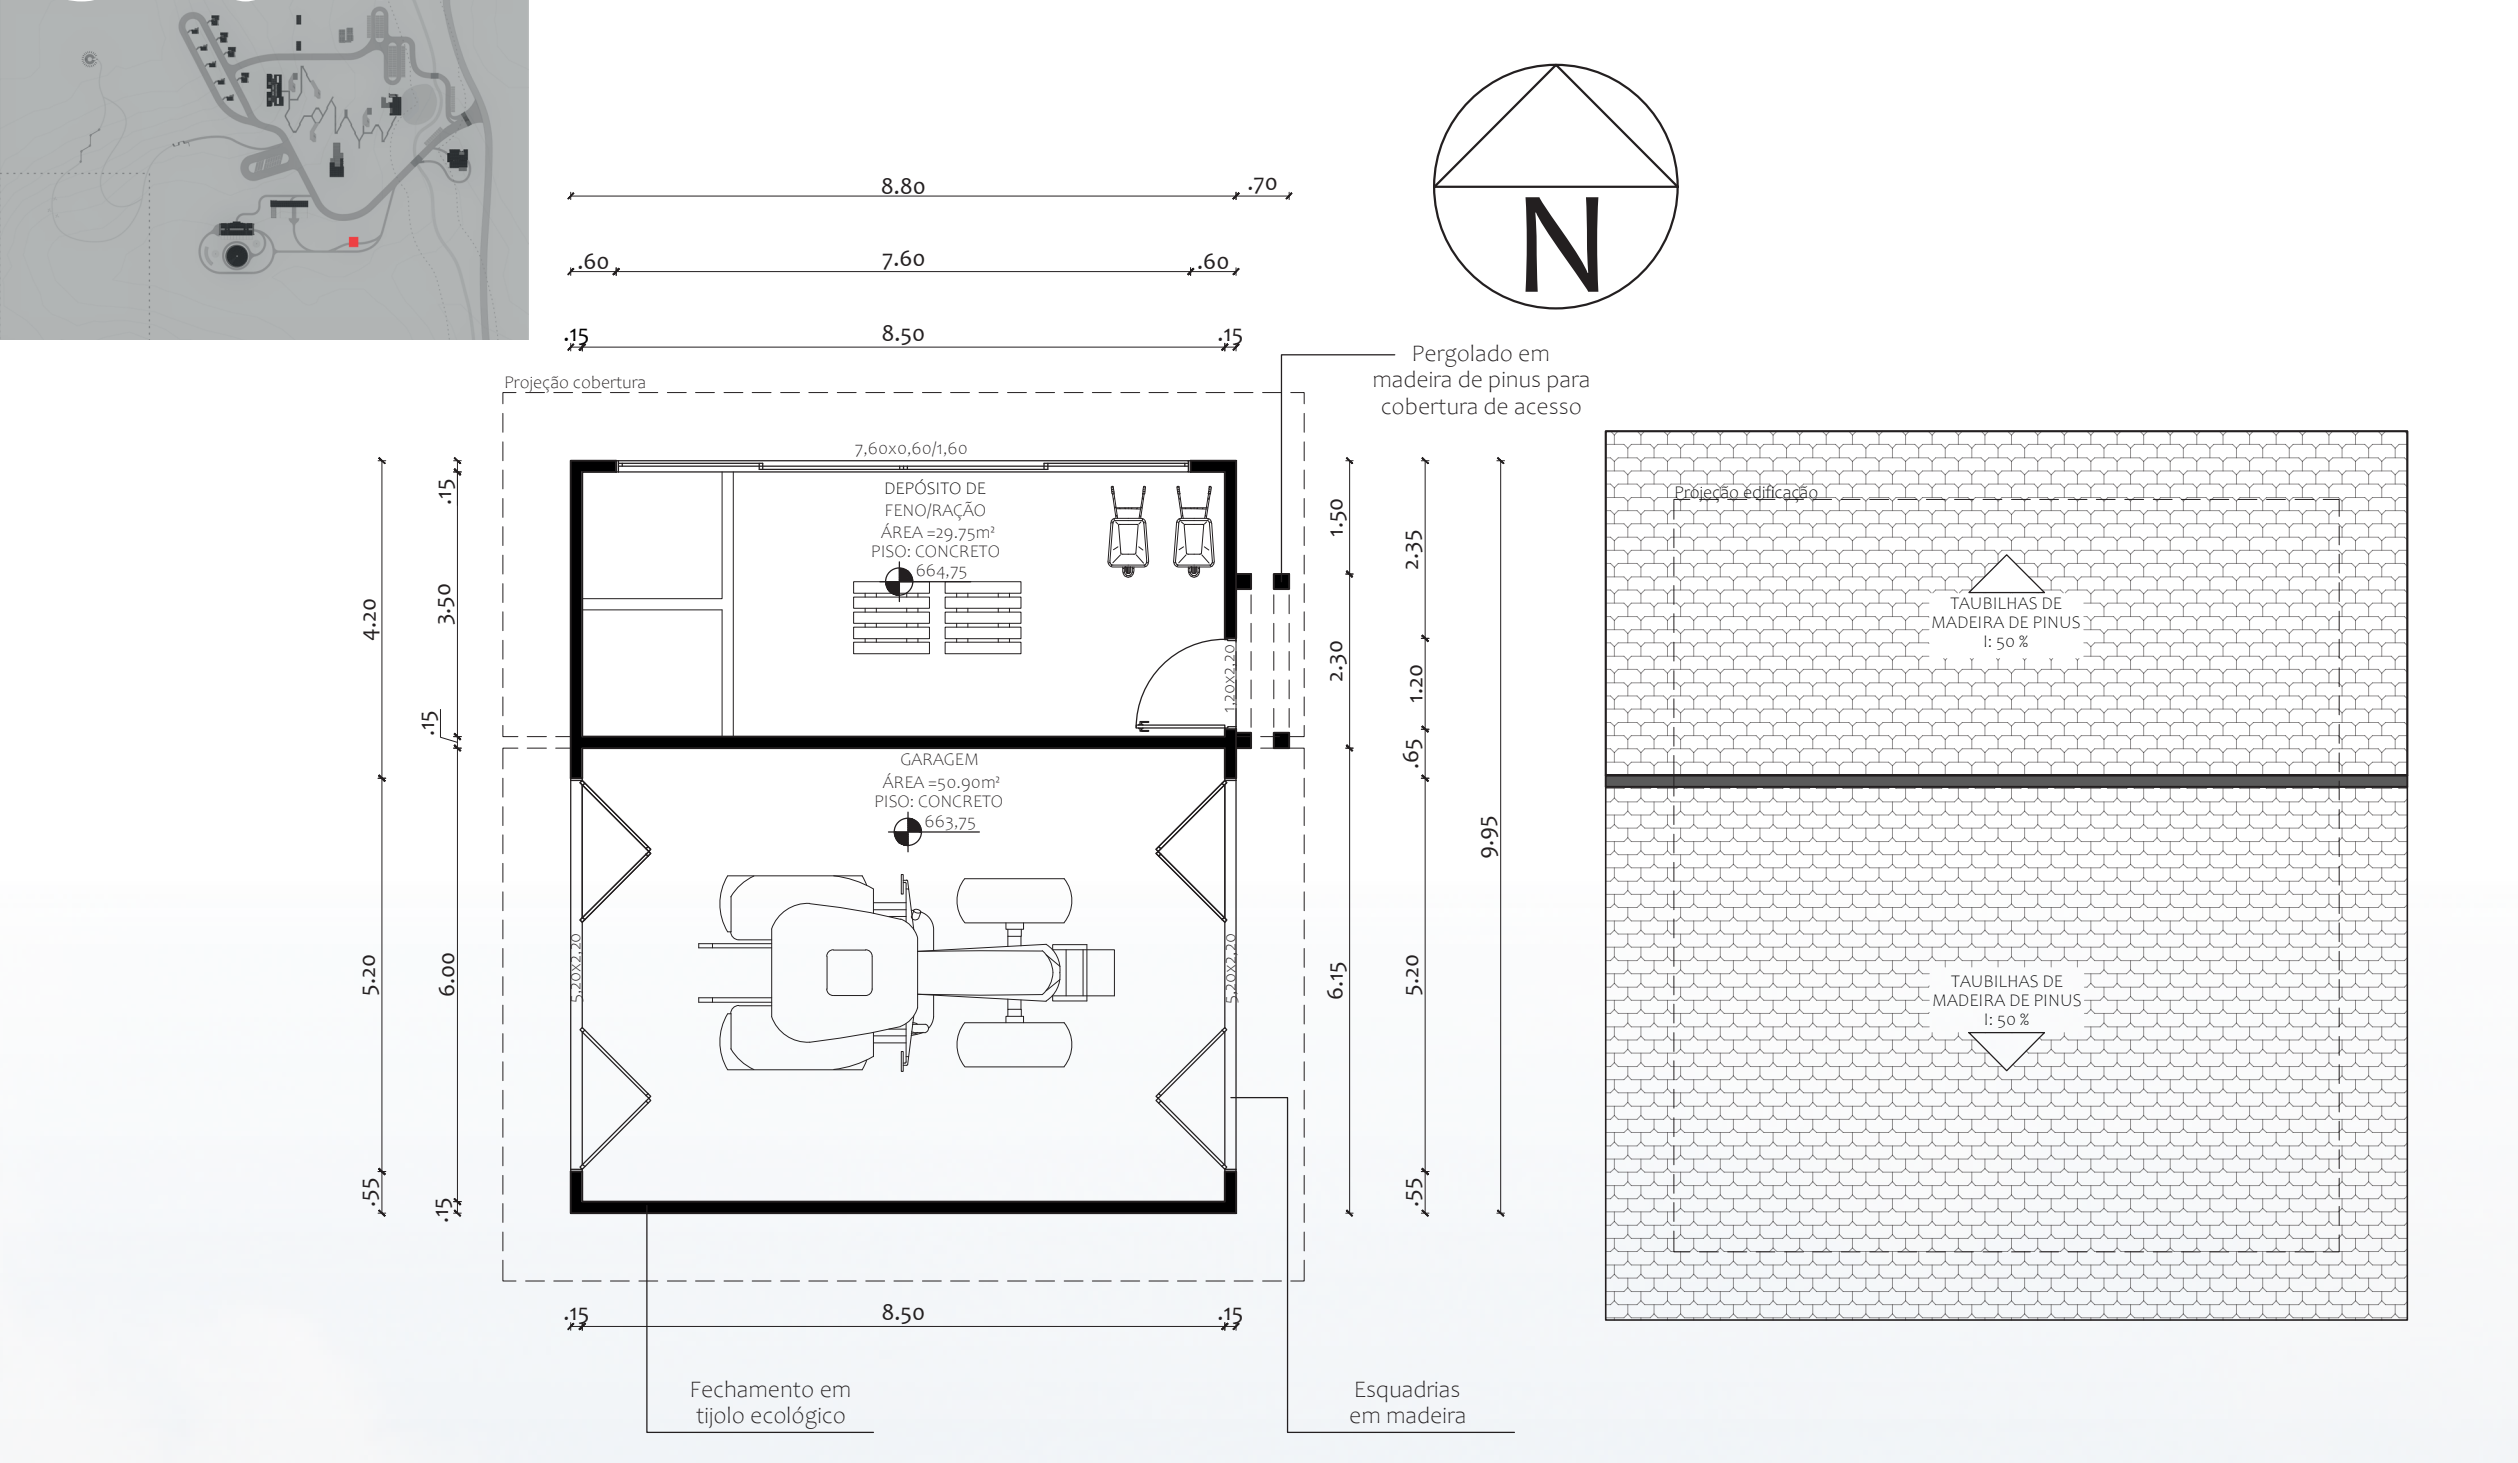 8.80
.70
.60
7.60
.60
.15
8.50
.15
N
Pergolado em
madeira de pinus para
cobertura de acesso
Projeção cobertura
7,60x0,60/1,60
DEPÓSITO DE
FENO/RAÇÃO
ÁREA =29.75m²
PISO: CONCRETO
664,75
1,20x2,20
GARAGEM
ÁREA =50.90m²
PISO: CONCRETO
663,75
5,20x2,20
5,20x2,20
4.20
5.20
.55
.15
3.50
.15
6.00
.15
1.50
2.30
6.15
2.35
1.20
.65
5.20
.55
9.95
.15
8.50
.15
Fechamento em
tijolo ecológico
Esquadrias
em madeira
Projeção edificação
TAUBILHAS DE
MADEIRA DE PINUS
I: 50 %
TAUBILHAS DE
MADEIRA DE PINUS
I: 50 %